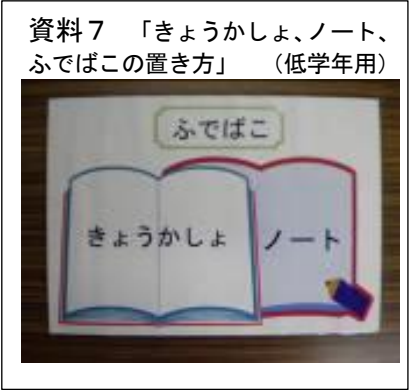 資料７　「きょうかしょ、ノート、
ふでばこの置き方」　（低学年用）
ふでばこ
きょうかしょ
ノート